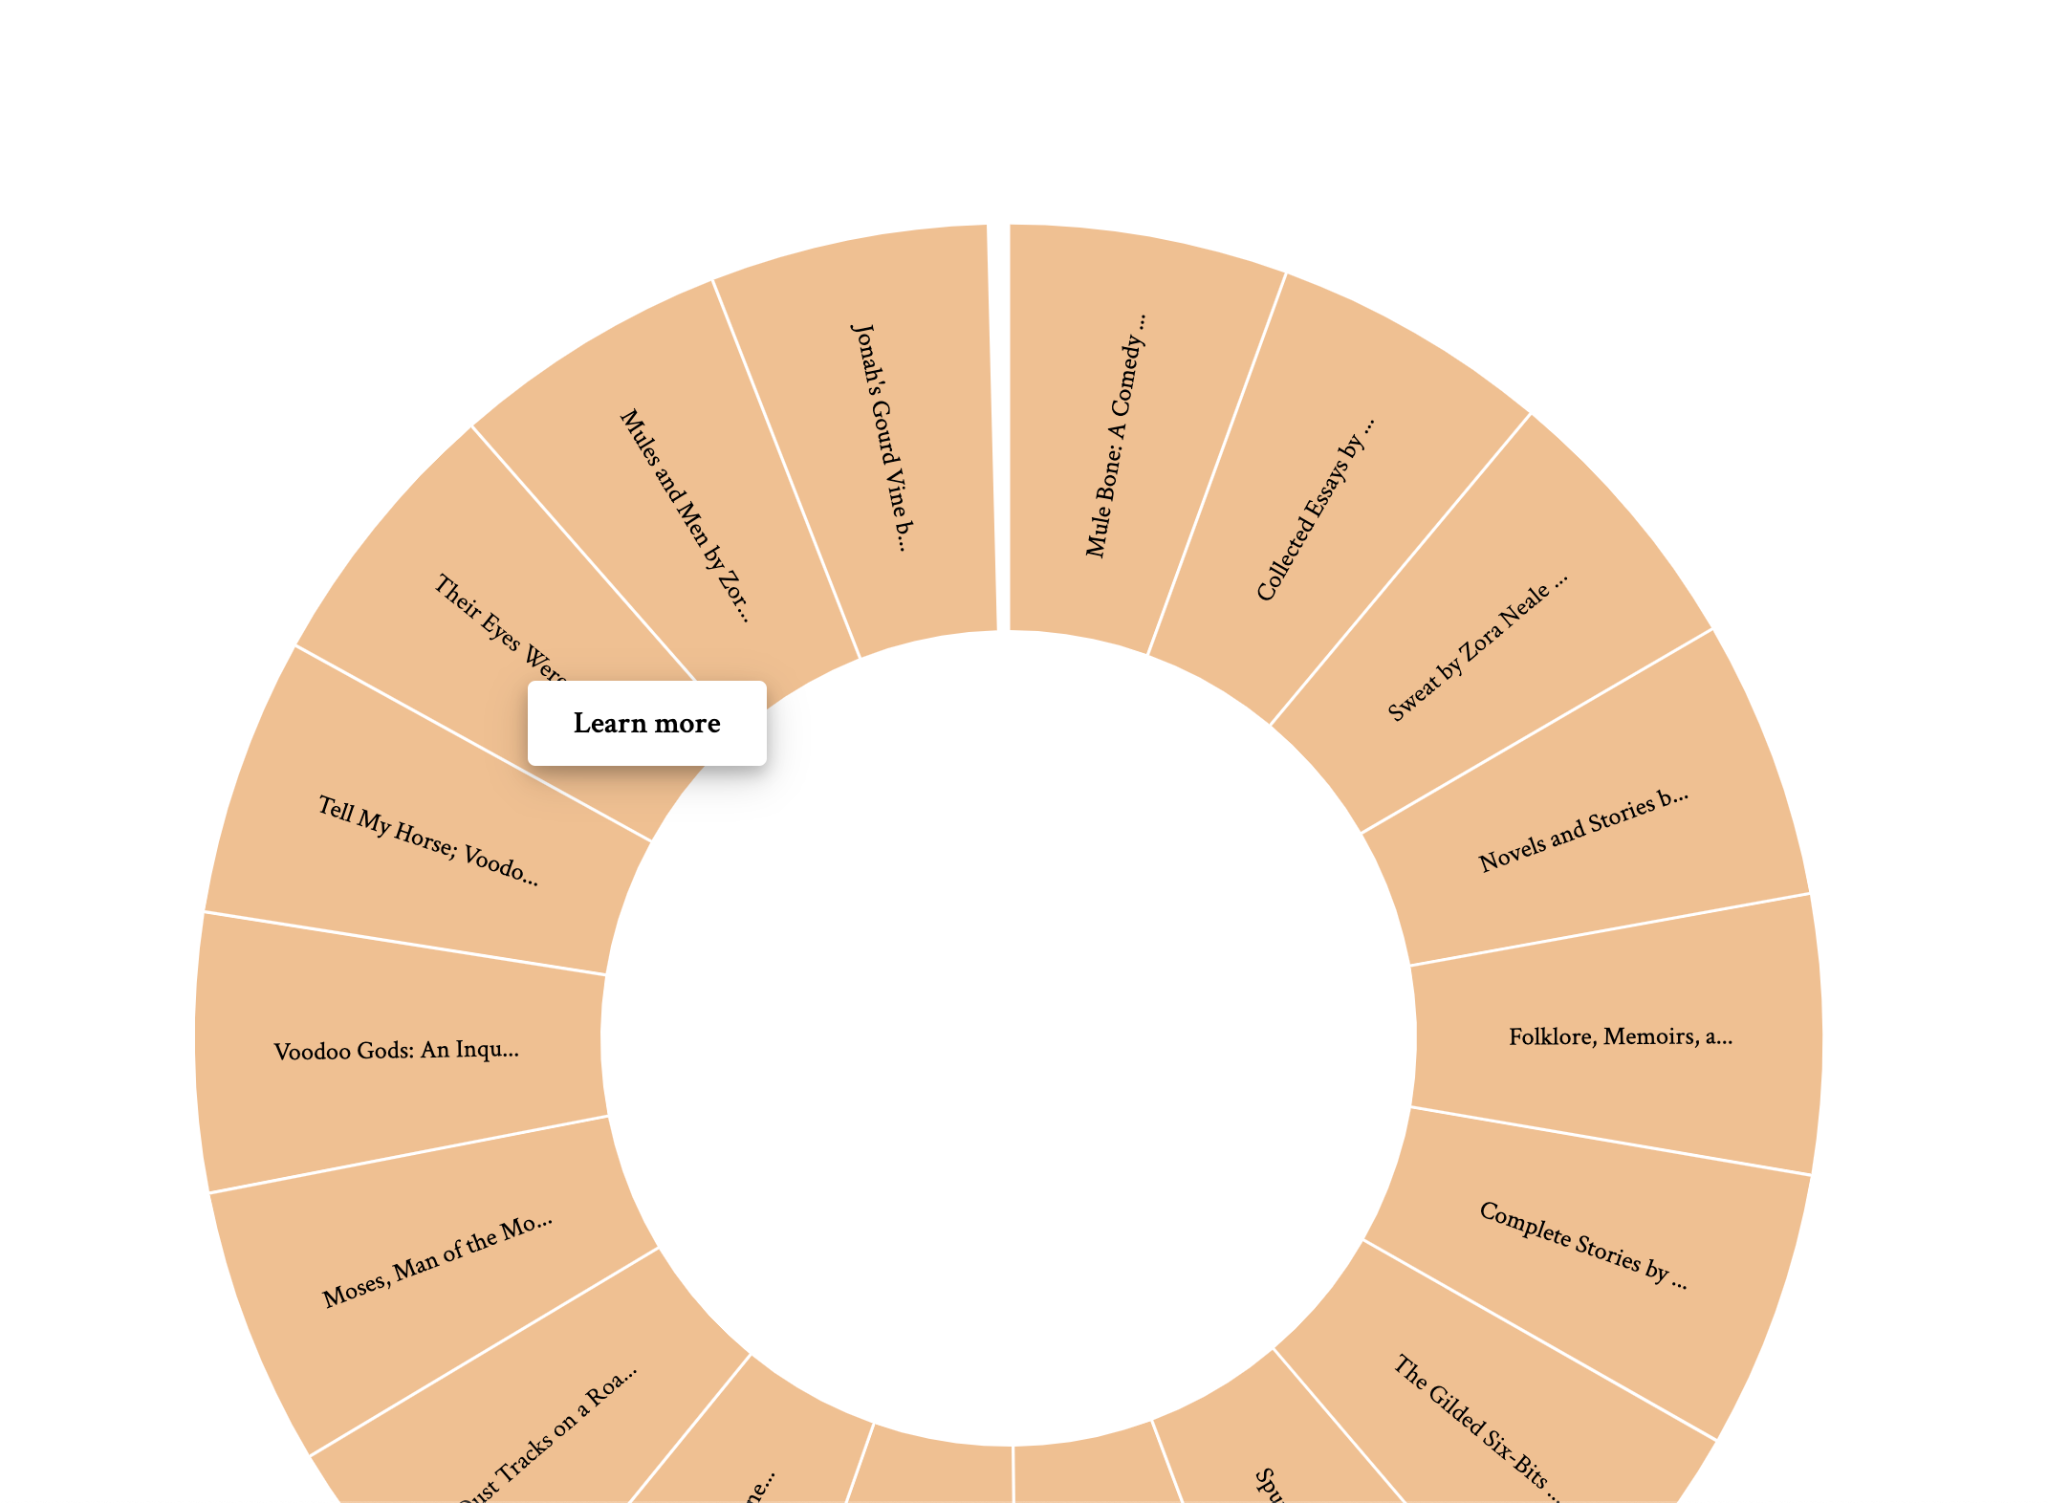 Mule Bone: A Comedy ...
Collected Essays by ...
Sweat by Zora Neale ...
Novels and Stories b...
Folklore, Memoirs, a...
Complete Stories by ...
The Gilded Six-Bits ...
Spu
ne...
Dust Tracks on a Roa...
Moses, Man of the Mo...
Voodoo Gods: An Inqu...
Tell My Horse; Voodo...
Their Eyes Were
Learn more
Mules and Men by Zor...
Jonah's Gourd Vine b...